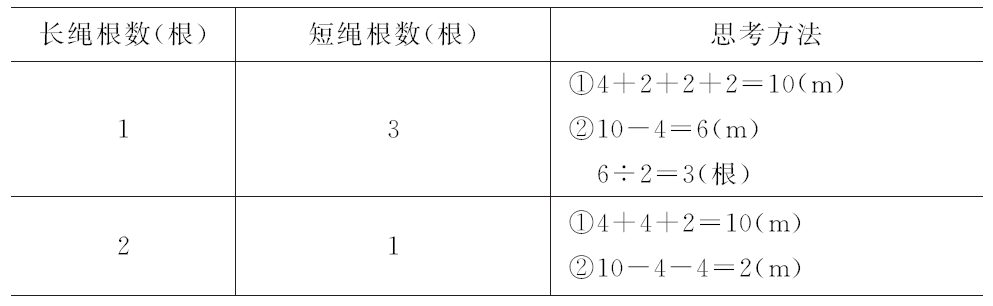 长绳根数(根) 短绳根数(根) 思考方法
①4+2+2+2=10(m)
1 3 ②10-4=6(m)
6÷2=3(根)
①4+4+2=10(m)
2 1
②10-4-4=2(m)